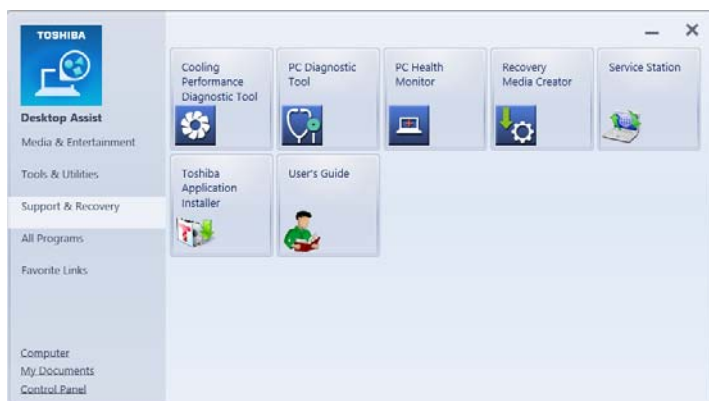 TOSHIBA
Desktop Assist
Media & Entertainment
Tools & Utilities
Support & Recovery
All Programs
Favorite Links
Computer
My Documents
Control Panel
Cooling
Performance
Diagnostic Tool
PC Diagnostic
Tool
PC Health
Monitor
Recovery
Media Creator
Service Station
Toshiba
Application
Installer
User's Guide